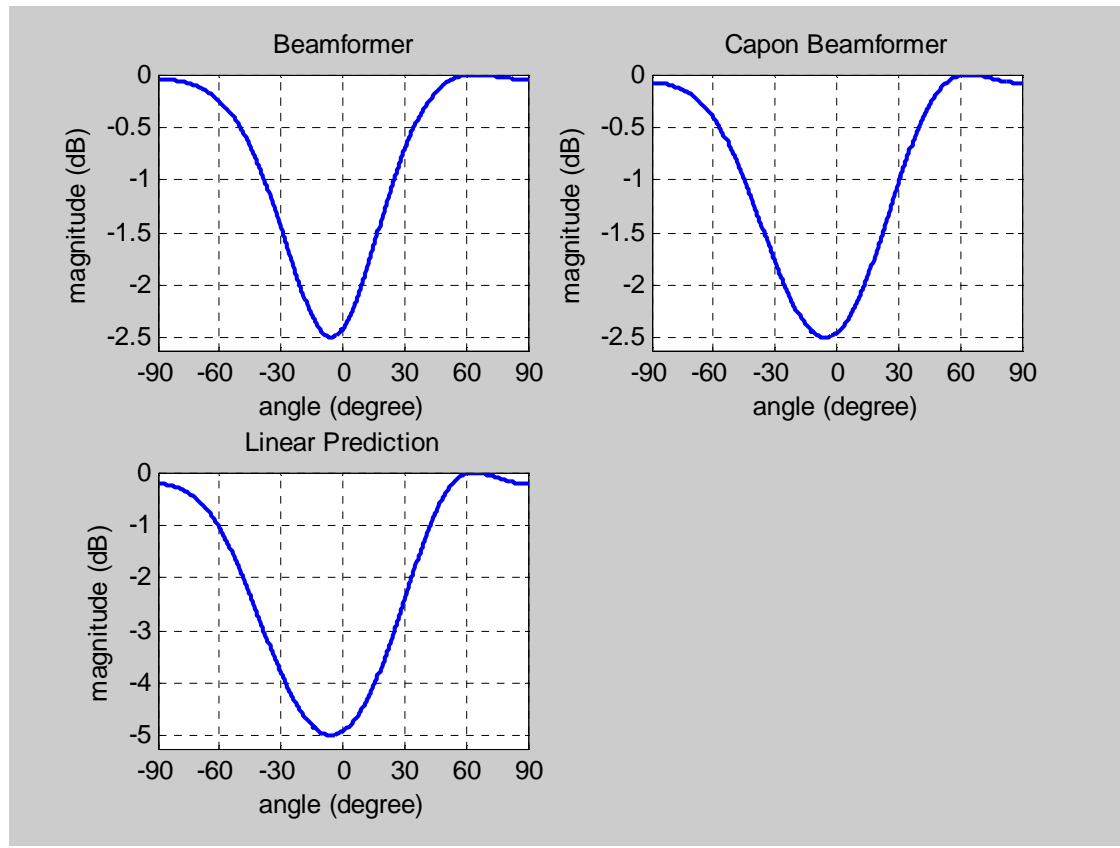 Beamformer
0
-0.5
-1
-1.5
-2
-2.5
magnitude (dB)
-90 -60 -30 0 30 60 90
angle (degree)
Capon Beamformer
0
-0.5
-1
-1.5
-2
-2.5
magnitude (dB)
-90 -60 -30 0 30 60 90
angle (degree)
Linear Prediction
0
-1
-2
-3
-4
-5
magnitude (dB)
-90 -60 -30 0 30 60 90
angle (degree)